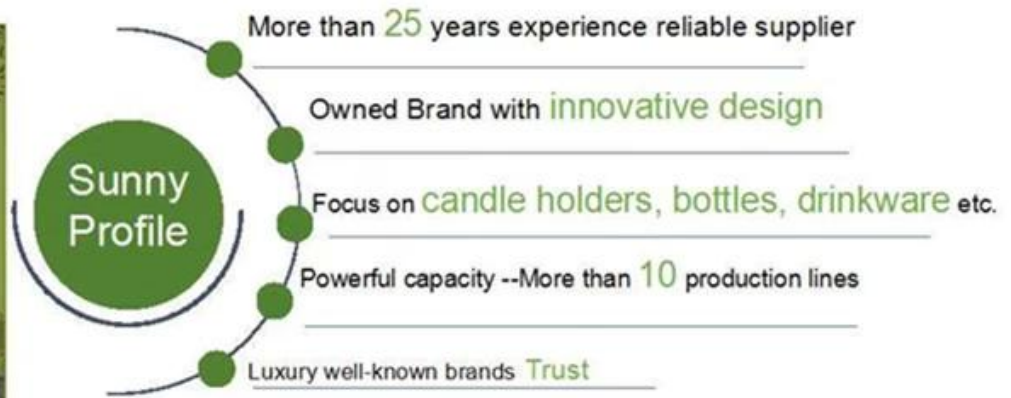 More than 25 years experience reliable supplier
Owned Brand with innovative design
Sunny
Profile
Focus on candle holders, bottles, drinkware etc.
Powerful capacity --More than 10 production lines
Luxury well-known brands Trust